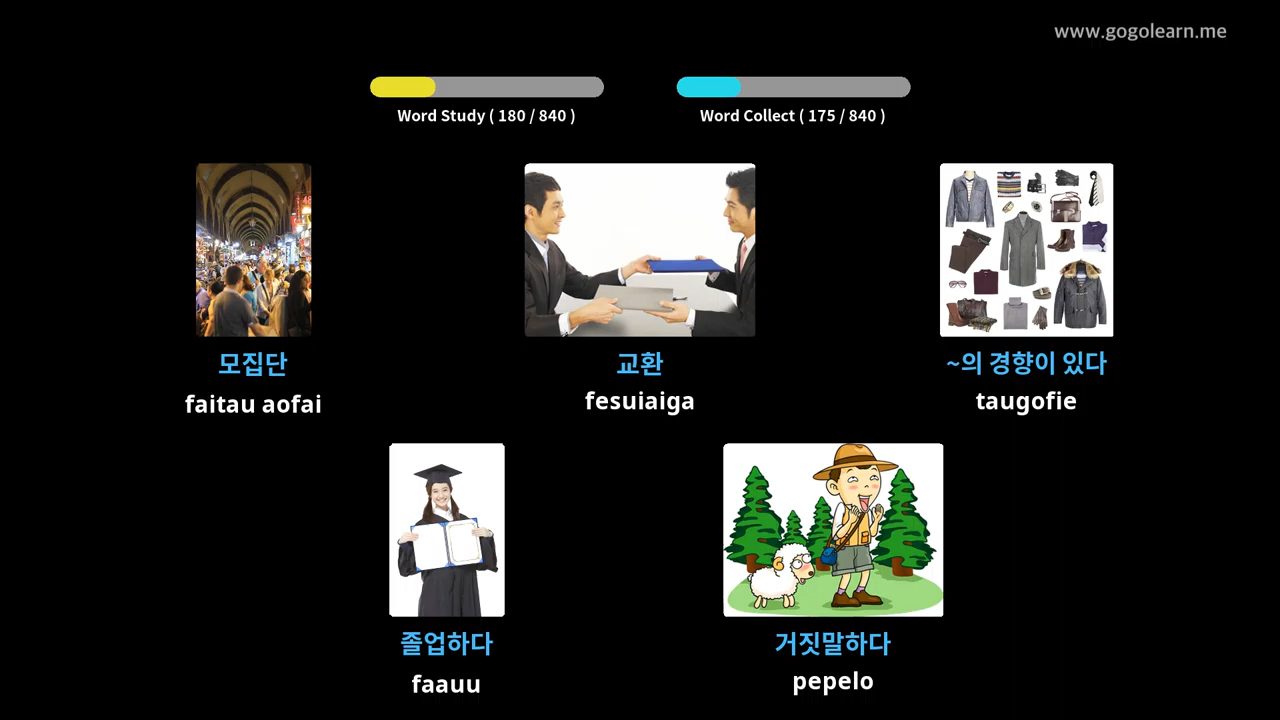 www.gogolearn.me
Word Study ( 180 / 840 )
Word Collect ( 175 / 840 )
모집단
faitau aofai
교환
fesuiaiga
~의 경향이 있다
taugofie
졸업하다
faauu
거짓말하다
pepelo